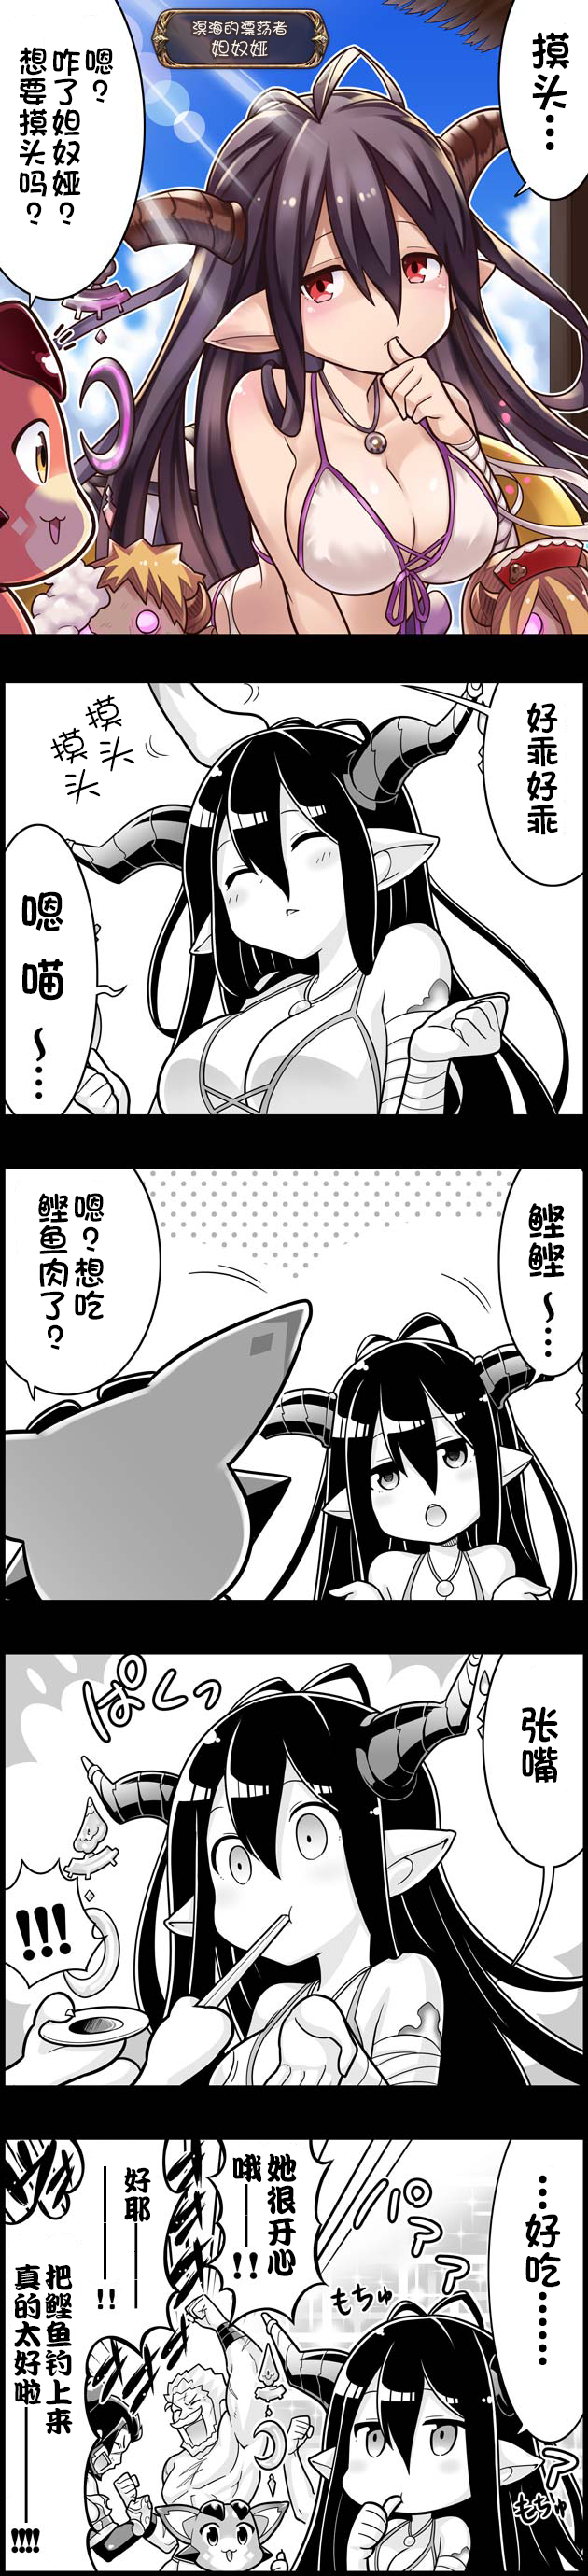 溟海的漂荡者
妲奴娅
摸头…
嗯？
咋了妲奴娅？
想要摸头吗？
好乖好乖
摸头
摸头
嗯喵～…
鲣鲣～…
嗯？想吃
鲣鱼肉了？
张嘴
ぱくっ
!!!
…好吃……
パアアア
もちゅ
もちゅ
她很开心
哦——!!
好耶——!!
把鲣鱼钓上来
真的太好啦——!!!!